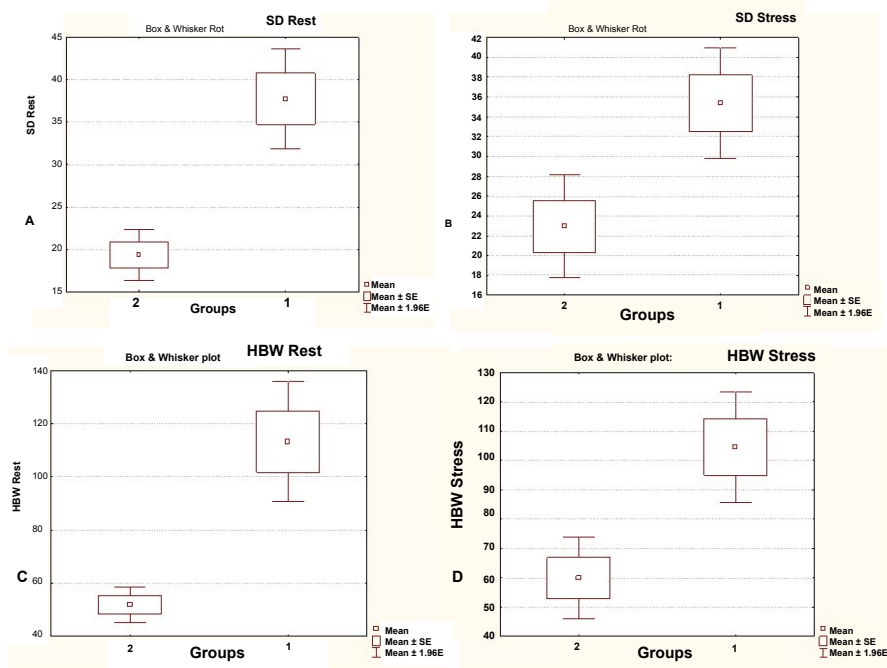 SD Rest
Box & Whisker Rot
45
40
35
30
25
20
15
SD Rest
A
2
1
Groups
Mean
Mean ± SE
Mean ± 1.96E
SD Stress
Box & Whisker Rot
42
40
38
36
34
32
30
28
26
24
22
20
18
16
B
2
1
Groups
Mean
Mean ± SE
Mean ± 1.96E
HBW Rest
Box & Whisker plot
140
120
100
80
60
40
HBW Rest
C
2
1
Groups
Mean
Mean ± SE
Mean ± 1.96E
HBW Stress
Box & Whisker plot:
130
120
110
100
90
80
70
60
50
40
HBW Stress
D
2
1
Groups
Mean
Mean ± SE
Mean ± 1.96E